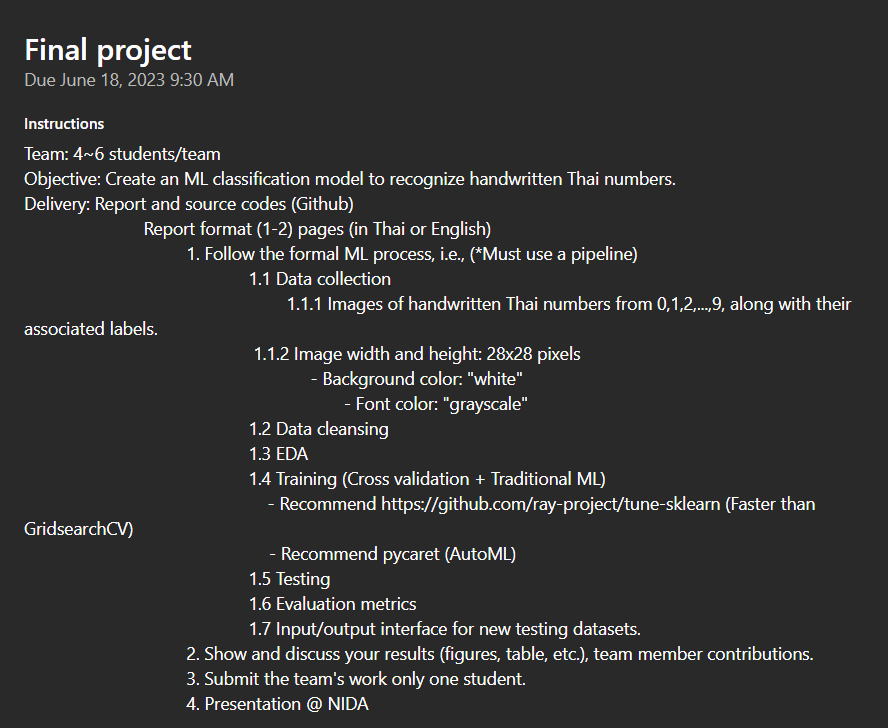 Final project
Due June 18, 2023 9:30 AM
Instructions
Team: 4~6 students/team
Objective: Create an ML classification model to recognize handwritten Thai numbers.
Delivery: Report and source codes (Github)
Report format (1-2) pages (in Thai or English)
1. Follow the formal ML process, i.e., (*Must use a pipeline)
1.1 Data collection
1.1.1 Images of handwritten Thai numbers from 0,1,2,...,9, along with their
associated labels.
1.1.2 Image width and height: 28x28 pixels
- Background color: "white"
- Font color: "grayscale"
1.2 Data cleansing
1.3 EDA
1.4 Training (Cross validation + Traditional ML)
- Recommend https://github.com/ray-project/tune-sklearn (Faster than
GridsearchCV)
- Recommend pycaret (AutoML)
1.5 Testing
1.6 Evaluation metrics
1.7 Input/output interface for new testing datasets.
2. Show and discuss your results (figures, table, etc.), team member contributions.
3. Submit the team's work only one student.
4. Presentation @ NIDA